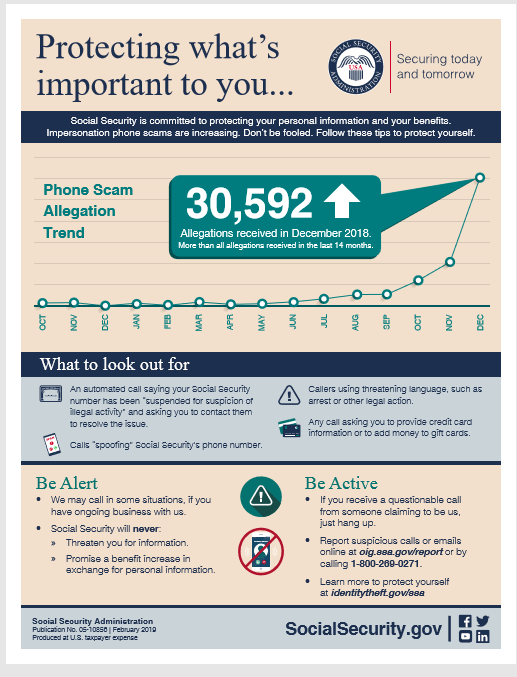 Protecting what's
important to you...
SOCIAL SECURITY
USA
ADMINISTRATION
Securing today
and tomorrow
Social Security is committed to protecting your personal information and your benefits.
Impersonation phone scams are increasing. Don't be fooled. Follow these tips to protect yourself.
Phone Scam
Allegation
Trend
30,592
Allegations received in December 2018.
More than all allegations received in the last 14 months.
OCT NOV DEC JAN FEB MAR APR MAY JUN JUL AUG SEP OCT NOV DEC
What to look out for
An automated call saying your Social Security
number has been "suspended for suspicion of
illegal activity" and asking you to contact them
to resolve the issue.
Calls "spoofing" Social Security's phone number.
Callers using threatening language, such as
arrest or other legal action.
Any call asking you to provide credit card
information or to add money to gift cards.
Be Alert
• We may call in some situations, if you
have ongoing business with us.
• Social Security will never:
» Threaten you for information.
» Promise a benefit increase in
exchange for personal information.
Be Active
• If you receive a questionable call
from someone claiming to be us,
just hang up.
• Report suspicious calls or emails
online at oig.ssa.gov/report or by
calling 1-800-269-0271.
• Learn more to protect yourself
at identitytheft.gov/ssa
Social Security Administration
Publication No. 05-10856 | February 2019
Produced at U.S. taxpayer expense
SocialSecurity.gov